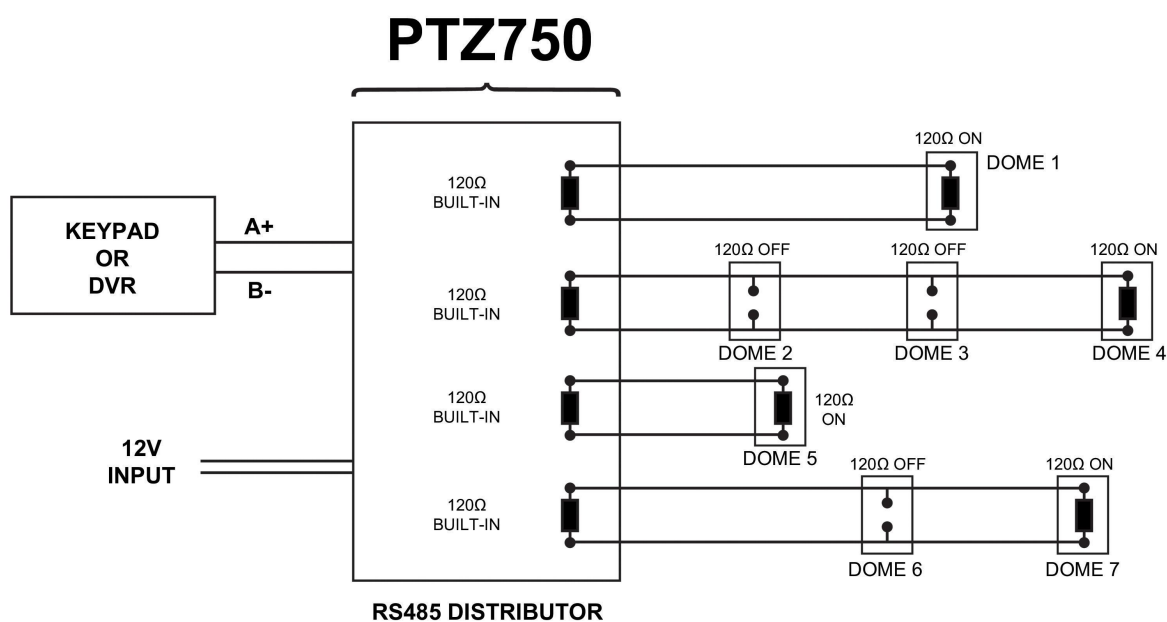 PTZ750
120Ω ON
DOME 1
120Ω
BUILT-IN
KEYPAD
OR
DVR
A+
B-
120Ω OFF
120Ω OFF
120Ω ON
120Ω
BUILT-IN
DOME 2
DOME 3
DOME 4
120Ω
BUILT-IN
120Ω
ON
DOME 5
12V
INPUT
120Ω OFF
120Ω ON
120Ω
BUILT-IN
DOME 6
DOME 7
RS485 DISTRIBUTOR